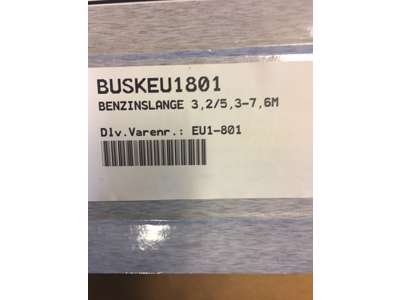 BUSKEU1801
BENZINSLANGE 3,2/5,3-7,6M
Dlv.Varenr.: EU1-801